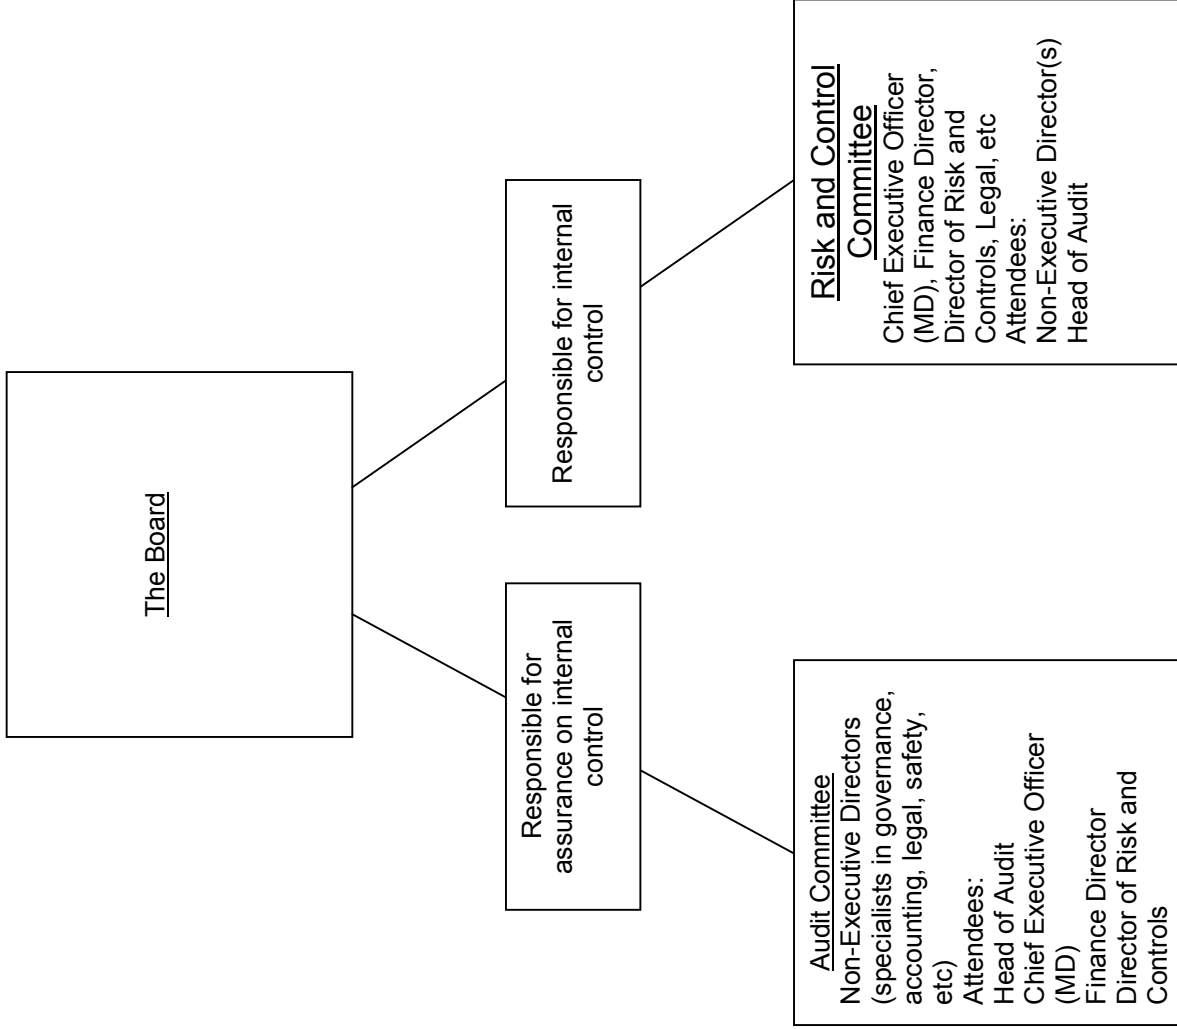 The Board
Responsible for
assurance on internal
control
Responsible for internal
control
Audit Committee
Non-Executive Directors
(specialists in governance,
accounting, legal, safety,
etc)
Attendees:
Head of Audit
Chief Executive Officer
(MD)
Finance Director
Director of Risk and
Controls
Risk and Control
Committee
Chief Executive Officer
(MD), Finance Director,
Director of Risk and
Controls, Legal, etc
Attendees:
Non-Executive Director(s)
Head of Audit